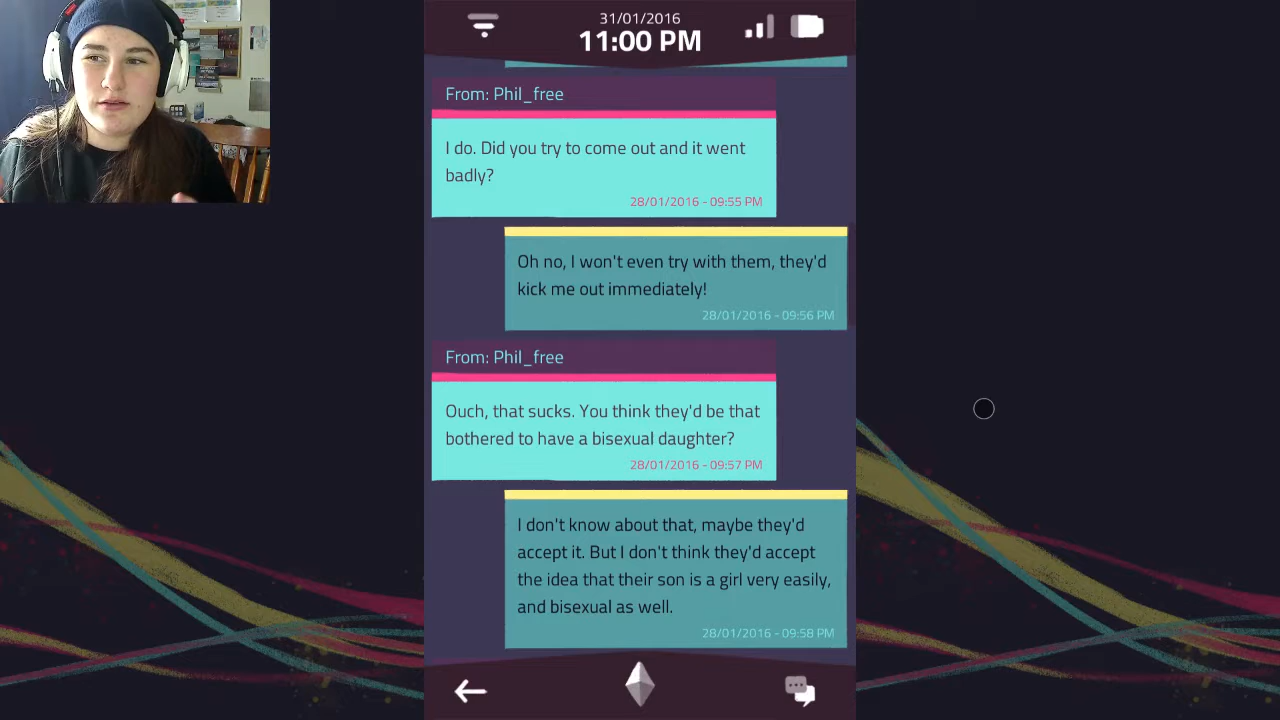 31/01/2016
11:00 PM
From: Phil_free
I do. Did you try to come out and it went
badly?
28/01/2016 - 09:55 PM
Oh no, I won't even try with them, they'd
kick me out immediately!
28/01/2016 - 09:56 PM
From: Phil_free
Ouch, that sucks. You think they'd be that
bothered to have a bisexual daughter?
28/01/2016 - 09:57 PM
I don't know about that, maybe they'd
accept it. But I don't think they'd accept
the idea that their son is a girl very easily,
and bisexual as well.
28/01/2016 - 09:58 PM